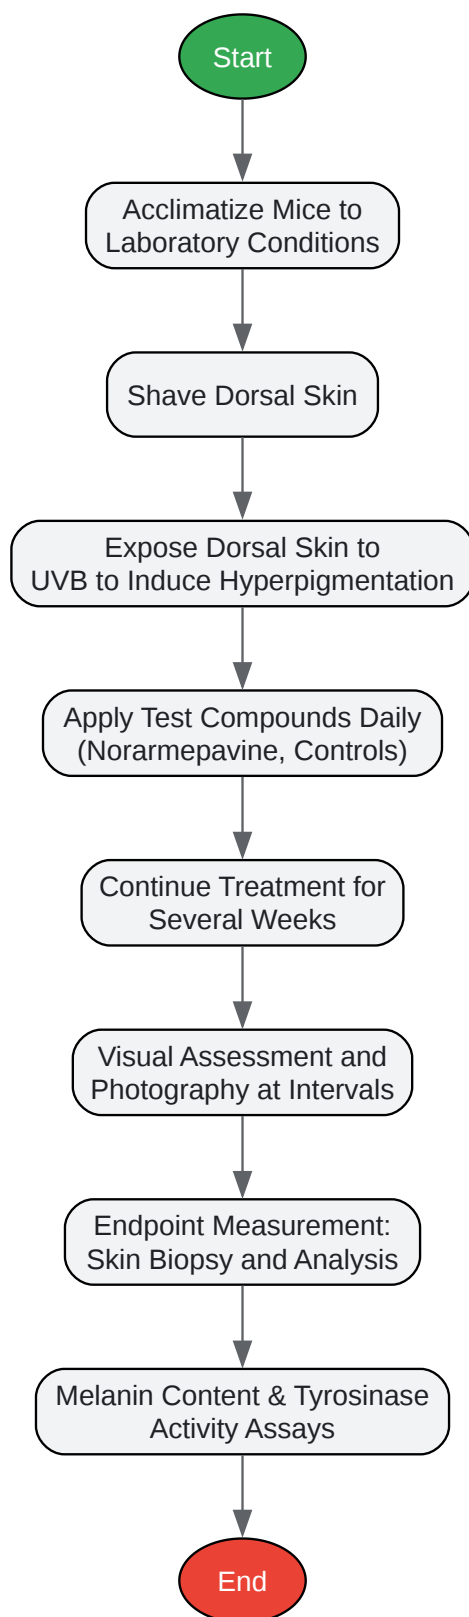 Start
Acclimatize Mice to
Laboratory Conditions
Shave Dorsal Skin
Expose Dorsal Skin to
UVB to Induce Hyperpigmentation
Apply Test Compounds Daily
(Norarmepavine, Controls)
Continue Treatment for
Several Weeks
Visual Assessment and
Photography at Intervals
Endpoint Measurement:
Skin Biopsy and Analysis
Melanin Content & Tyrosinase
Activity Assays
End